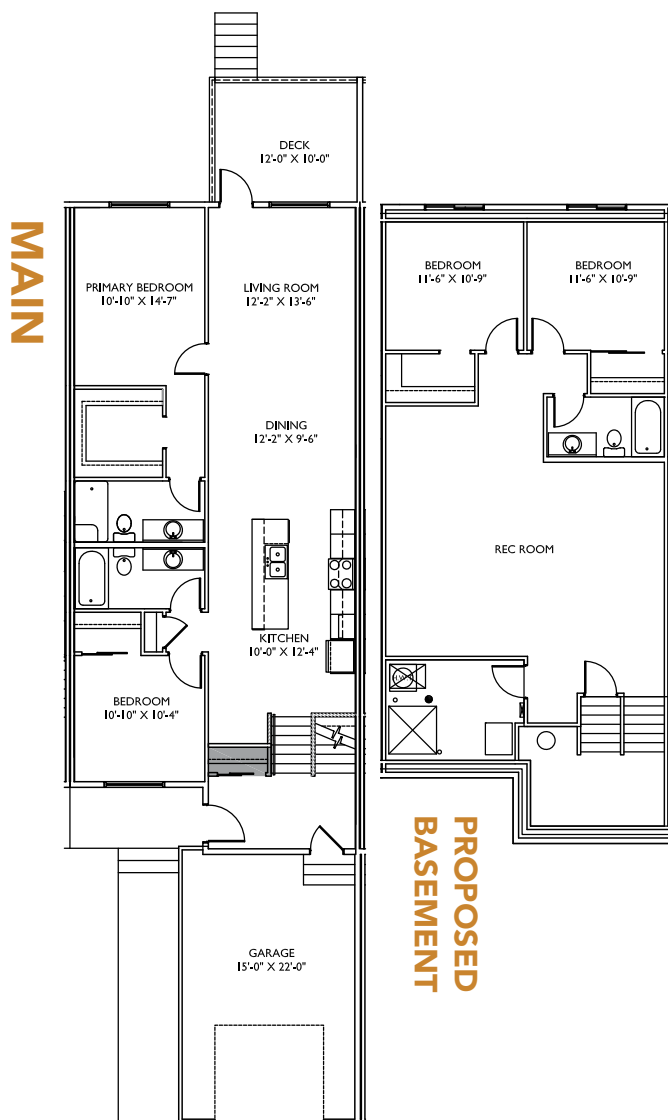 MAIN
DECK
12'-0" X 10'-0"
PRIMARY BEDROOM
10'-10" X 14'-7"
LIVING ROOM
12'-2" X 13'-6"
DINING
12'-2" X 9'-6"
KITCHEN
10'-0" X 12'-4"
BEDROOM
10'-10" X 10'-4"
GARAGE
15'-0" X 22'-0"
BEDROOM
11'-6" X 10'-9"
BEDROOM
11'-6" X 10'-9"
REC ROOM
H.W.
PROPOSED
BASEMENT